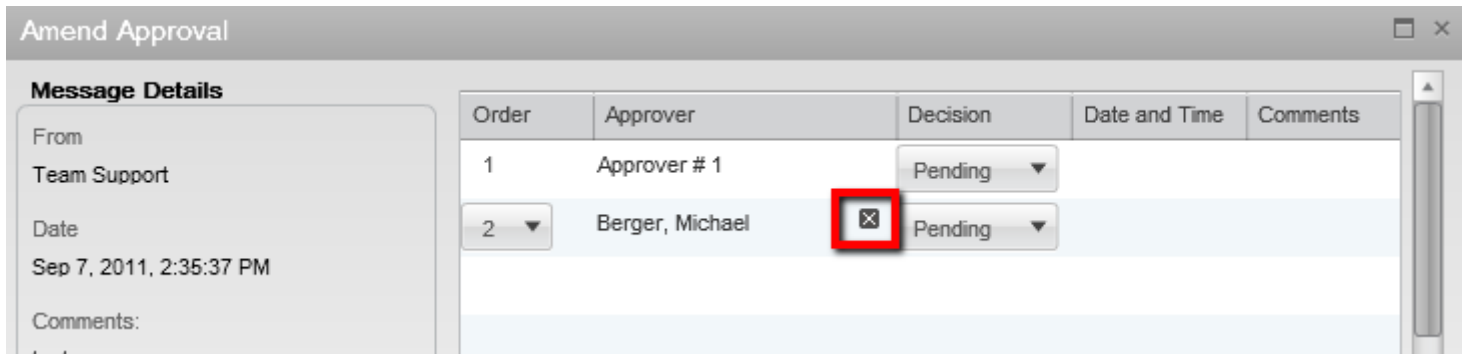 Amend Approval
Message Details
From
Team Support
Date
Sep 7, 2011, 2:35:37 PM
Comments:
Order Approver Decision Date and Time Comments
1 Approver # 1 Pending
2 Berger, Michael Pending